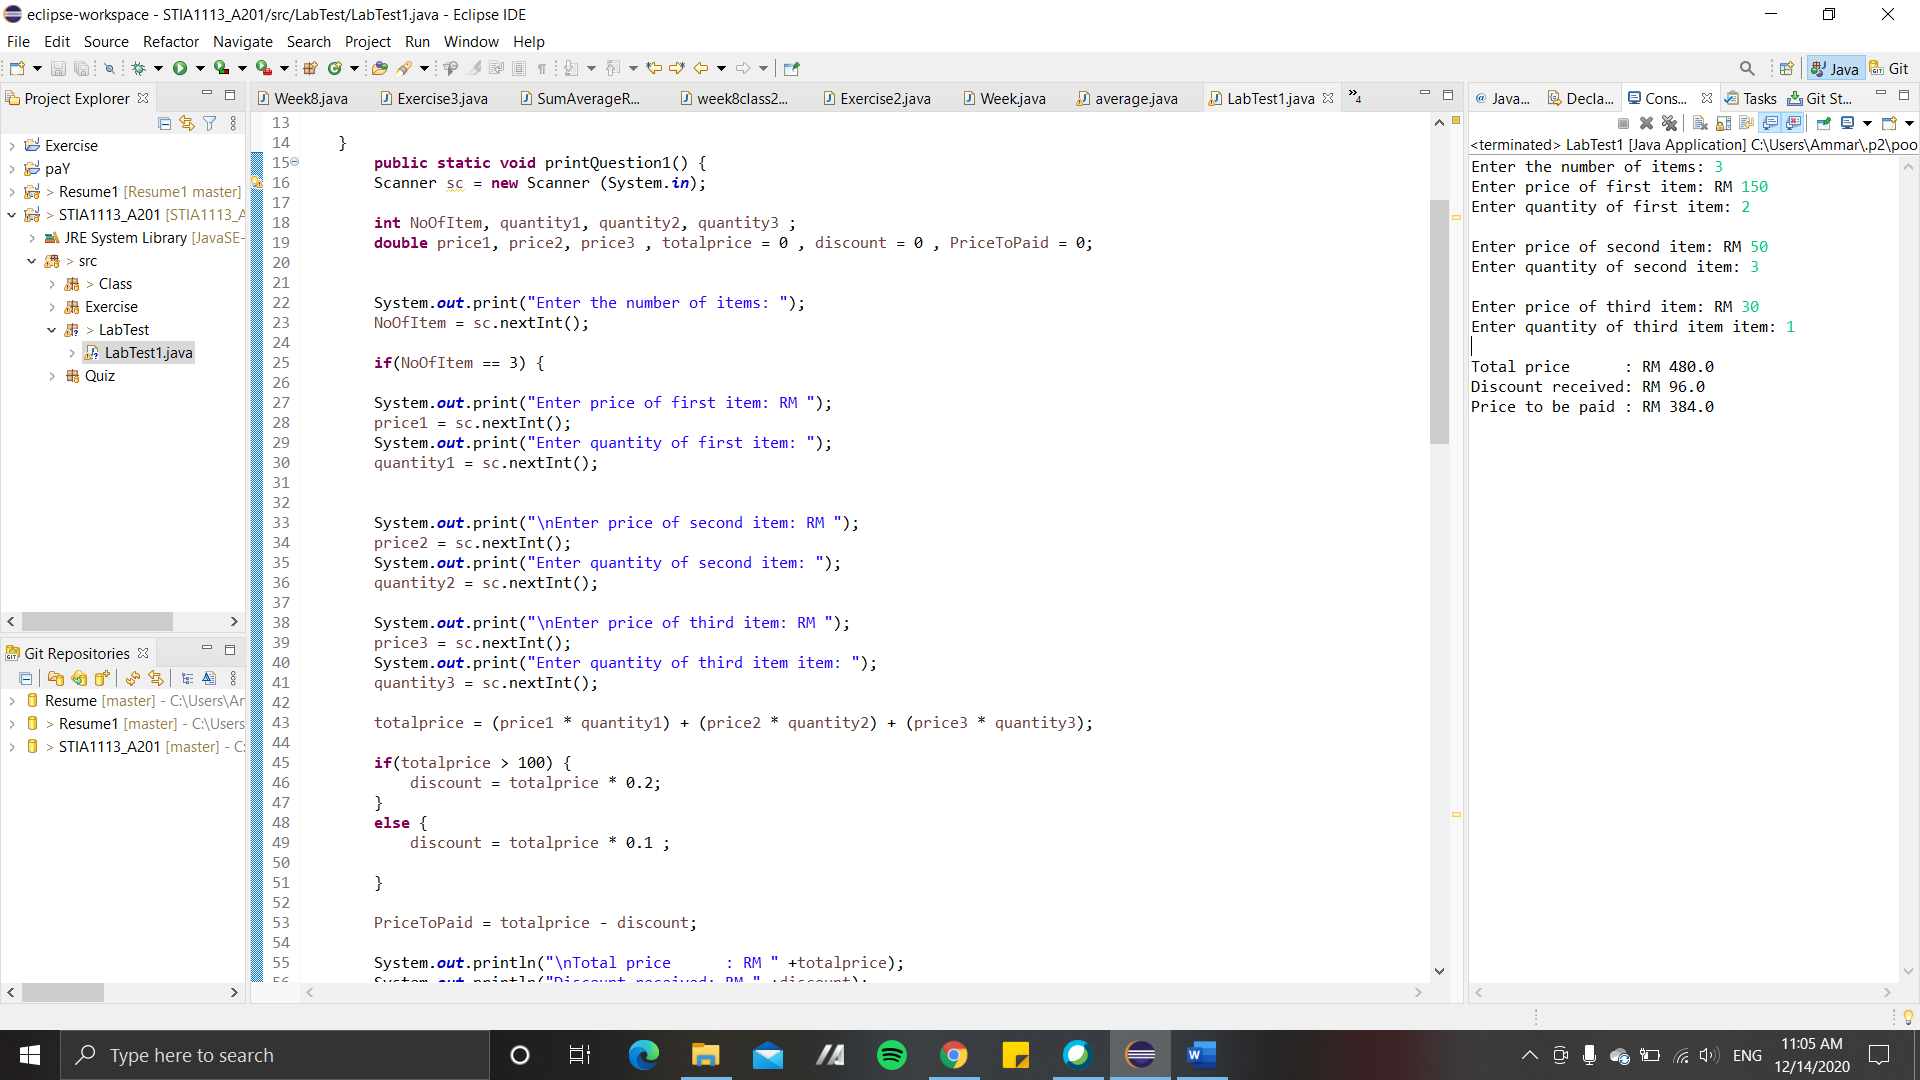 eclipse-workspace - STIA1113_A201/src/LabTest/LabTest1.java - Eclipse IDE
File Edit Source Refactor Navigate Search Project Run Window Help
Java Git
Project Explorer
Exercise
paY
> Resume1 [Resume1 master]
> STIA1113_A201 [STIA1113_A
JRE System Library [JavaSE-
> src
> Class
Exercise
> LabTest
LabTest1.java
Quiz
Git Repositories
Resume [master] - C:\Users\Ar
> Resume1 [master] - C:\Users
> STIA1113_A201 [master] - C:
Week8.java Exercise3.java SumAverageR... week8class2... Exercise2.java Week.java average.java LabTest1.java »4
13
14 }
15 public static void printQuestion1() {
16 Scanner sc = new Scanner (System.in);
17
18 int NoOfItem, quantity1, quantity2, quantity3 ;
19 double price1, price2, price3 , totalprice = 0 , discount = 0 , PriceToPaid = 0;
20
21
22 System.out.print("Enter the number of items: ");
23 NoOfItem = sc.nextInt();
24
25 if(NoOfItem == 3) {
26
27 System.out.print("Enter price of first item: RM ");
28 price1 = sc.nextInt();
29 System.out.print("Enter quantity of first item: ");
30 quantity1 = sc.nextInt();
31
32
33 System.out.print("\nEnter price of second item: RM ");
34 price2 = sc.nextInt();
35 System.out.print("Enter quantity of second item: ");
36 quantity2 = sc.nextInt();
37
38 System.out.print("\nEnter price of third item: RM ");
39 price3 = sc.nextInt();
40 System.out.print("Enter quantity of third item item: ");
41 quantity3 = sc.nextInt();
42
43 totalprice = (price1 * quantity1) + (price2 * quantity2) + (price3 * quantity3);
44
45 if(totalprice > 100) {
46 discount = totalprice * 0.2;
47 }
48 else {
49 discount = totalprice * 0.1 ;
50
51 }
52
53 PriceToPaid = totalprice - discount;
54
55 System.out.println("\nTotal price      : RM " +totalprice);
56 System.out.println("Discount received: RM " +discount);
@ Java... Decla... Cons... Tasks Git St...
<terminated> LabTest1 [Java Application] C:\Users\Ammar\.p2\poo
Enter the number of items: 3
Enter price of first item: RM 150
Enter quantity of first item: 2
Enter price of second item: RM 50
Enter quantity of second item: 3
Enter price of third item: RM 30
Enter quantity of third item item: 1
Total price      : RM 480.0
Discount received: RM 96.0
Price to be paid : RM 384.0
Type here to search
ENG
11:05 AM
12/14/2020